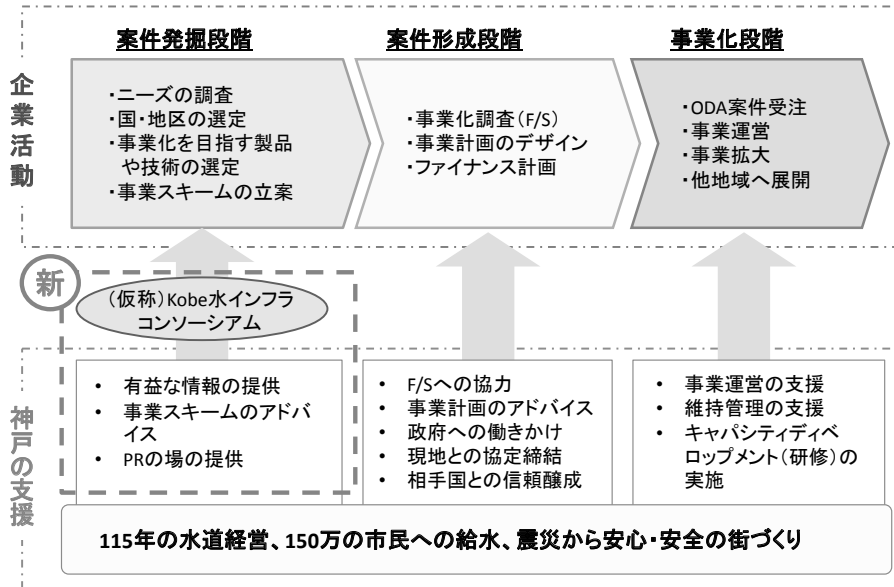 案件発掘段階
案件形成段階
事業化段階
企業活動
・ニーズの調査
・国・地区の選定
・事業化を目指す製品
や技術の選定
・事業スキームの立案
・事業化調査（F/S）
・事業計画のデザイン
・ファイナンス計画
・ODA案件受注
・事業運営
・事業拡大
・他地域へ展開
新
（仮称）Kobe水インフラ
コンソーシアム
神戸の支援
• 有益な情報の提供
• 事業スキームのアドバ
イス
• PRの場の提供
• F/Sへの協力
• 事業計画のアドバイス
• 政府への働きかけ
• 現地との協定締結
• 相手国との信頼醸成
• 事業運営の支援
• 維持管理の支援
• キャパシティディベ
ロップメント（研修）の
実施
115年の水道経営、150万の市民への給水、震災から安心・安全の街づくり